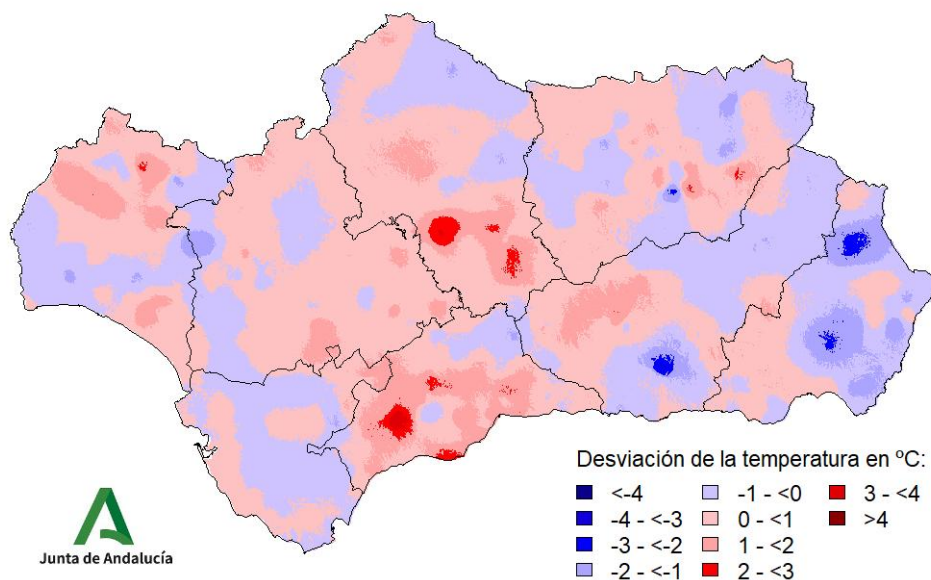 Desviación de la temperatura en ºC:
<-4 -1 - <0 3 - <4
-4 - <-3 0 - <1 >4
-3 - <-2 1 - <2
-2 - <-1 2 - <3
Junta de Andalucía